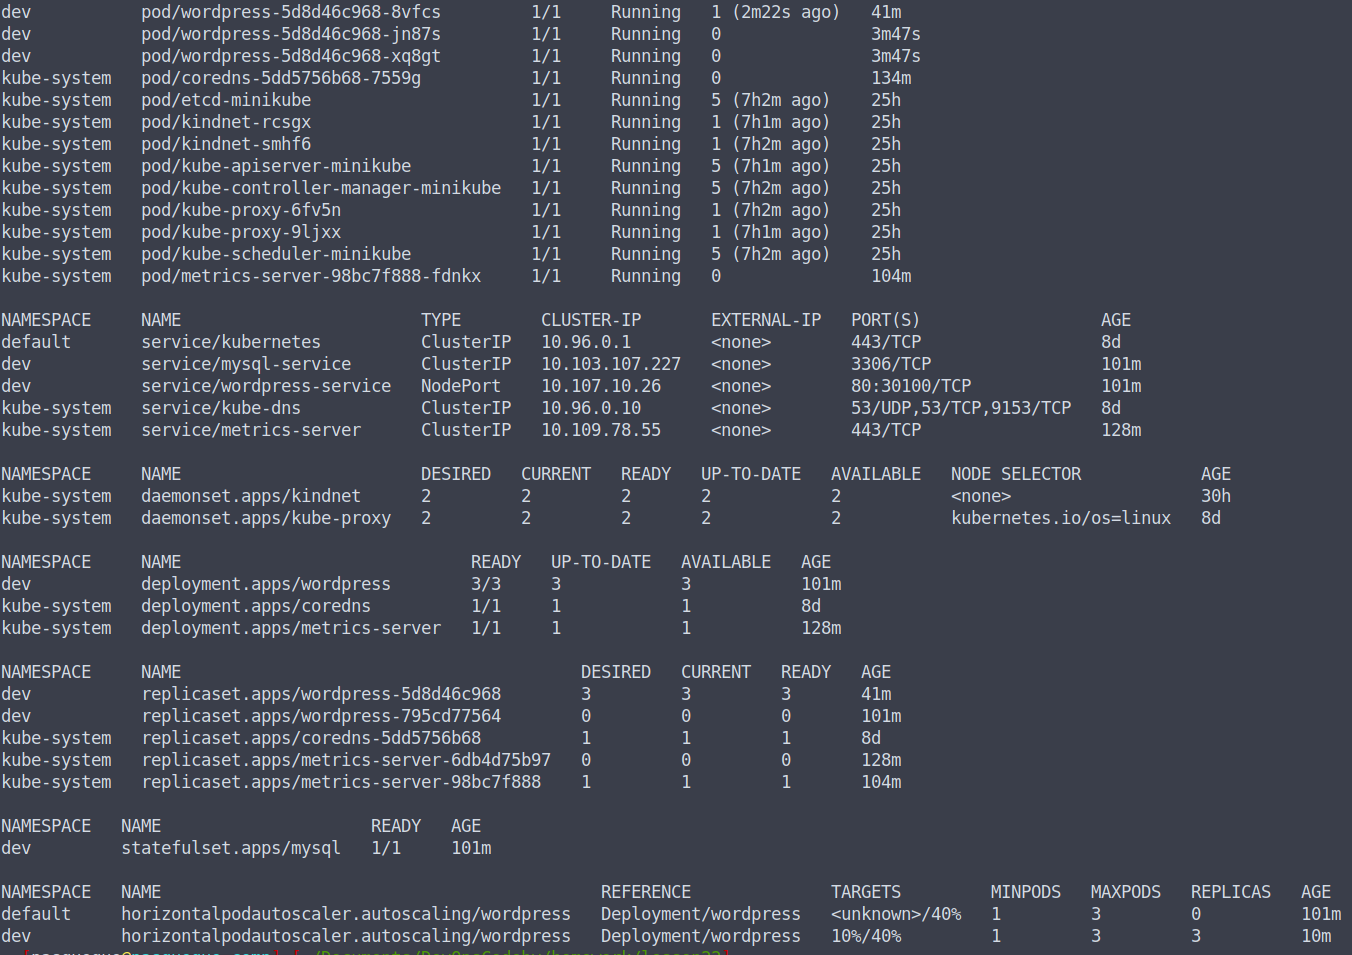 dev pod/wordpress-5d8d46c968-8vfcs 1/1 Running 1 (2m22s ago) 41m
dev pod/wordpress-5d8d46c968-jn87s 1/1 Running 0 3m47s
dev pod/wordpress-5d8d46c968-xq8gt 1/1 Running 0 3m47s
kube-system pod/coredns-5dd5756b68-7559g 1/1 Running 0 134m
kube-system pod/etcd-minikube 1/1 Running 5 (7h2m ago) 25h
kube-system pod/kindnet-rcsgx 1/1 Running 1 (7h1m ago) 25h
kube-system pod/kindnet-smhf6 1/1 Running 1 (7h2m ago) 25h
kube-system pod/kube-apiserver-minikube 1/1 Running 5 (7h1m ago) 25h
kube-system pod/kube-controller-manager-minikube 1/1 Running 5 (7h2m ago) 25h
kube-system pod/kube-proxy-6fv5n 1/1 Running 1 (7h2m ago) 25h
kube-system pod/kube-proxy-9ljxx 1/1 Running 1 (7h1m ago) 25h
kube-system pod/kube-scheduler-minikube 1/1 Running 5 (7h2m ago) 25h
kube-system pod/metrics-server-98bc7f888-fdnkx 1/1 Running 0 104m
NAMESPACE NAME TYPE CLUSTER-IP EXTERNAL-IP PORT(S) AGE
default service/kubernetes ClusterIP 10.96.0.1 <none> 443/TCP 8d
dev service/mysql-service ClusterIP 10.103.107.227 <none> 3306/TCP 101m
dev service/wordpress-service NodePort 10.107.10.26 <none> 80:30100/TCP 101m
kube-system service/kube-dns ClusterIP 10.96.0.10 <none> 53/UDP,53/TCP,9153/TCP 8d
kube-system service/metrics-server ClusterIP 10.109.78.55 <none> 443/TCP 128m
NAMESPACE NAME DESIRED CURRENT READY UP-TO-DATE AVAILABLE NODE SELECTOR AGE
kube-system daemonset.apps/kindnet 2 2 2 2 2 <none> 30h
kube-system daemonset.apps/kube-proxy 2 2 2 2 2 kubernetes.io/os=linux 8d
NAMESPACE NAME READY UP-TO-DATE AVAILABLE AGE
dev deployment.apps/wordpress 3/3 3 3 101m
kube-system deployment.apps/coredns 1/1 1 1 8d
kube-system deployment.apps/metrics-server 1/1 1 1 128m
NAMESPACE NAME DESIRED CURRENT READY AGE
dev replicaset.apps/wordpress-5d8d46c968 3 3 3 41m
dev replicaset.apps/wordpress-795cd77564 0 0 0 101m
kube-system replicaset.apps/coredns-5dd5756b68 1 1 1 8d
kube-system replicaset.apps/metrics-server-6db4d75b97 0 0 0 128m
kube-system replicaset.apps/metrics-server-98bc7f888 1 1 1 104m
NAMESPACE NAME READY AGE
dev statefulset.apps/mysql 1/1 101m
NAMESPACE NAME REFERENCE TARGETS MINPODS MAXPODS REPLICAS AGE
default horizontalpodautoscaler.autoscaling/wordpress Deployment/wordpress <unknown>/40% 1 3 0 101m
dev horizontalpodautoscaler.autoscaling/wordpress Deployment/wordpress 10%/40% 1 3 3 10m